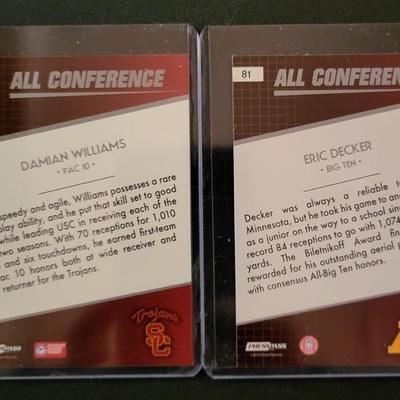 ALL CONFERENCE
DAMIAN WILLIAMS
• PAC 10 •
speedy and agile, Williams possesses a rare
play ability, and he put that skill set to good
while leading USC in receiving each of the
two seasons. With 70 receptions for 1,010
and six touchdowns, he earned first-team
Pac 10 honors both at wide receiver and
returner for the Trojans.
Trojans
SC
PRESSPASS
81
ALL CONFEREN
ERIC DECKER
• BIG TEN •
Decker was always a reliable t
Minnesota, but he took his game to an
as a junior on the way to a school sin
record 84 receptions to go with 1,074
yards. The Biletnikoff Award fin
rewarded for his outstanding aerial
with consensus All-Big Ten honors.
PRESSPASS